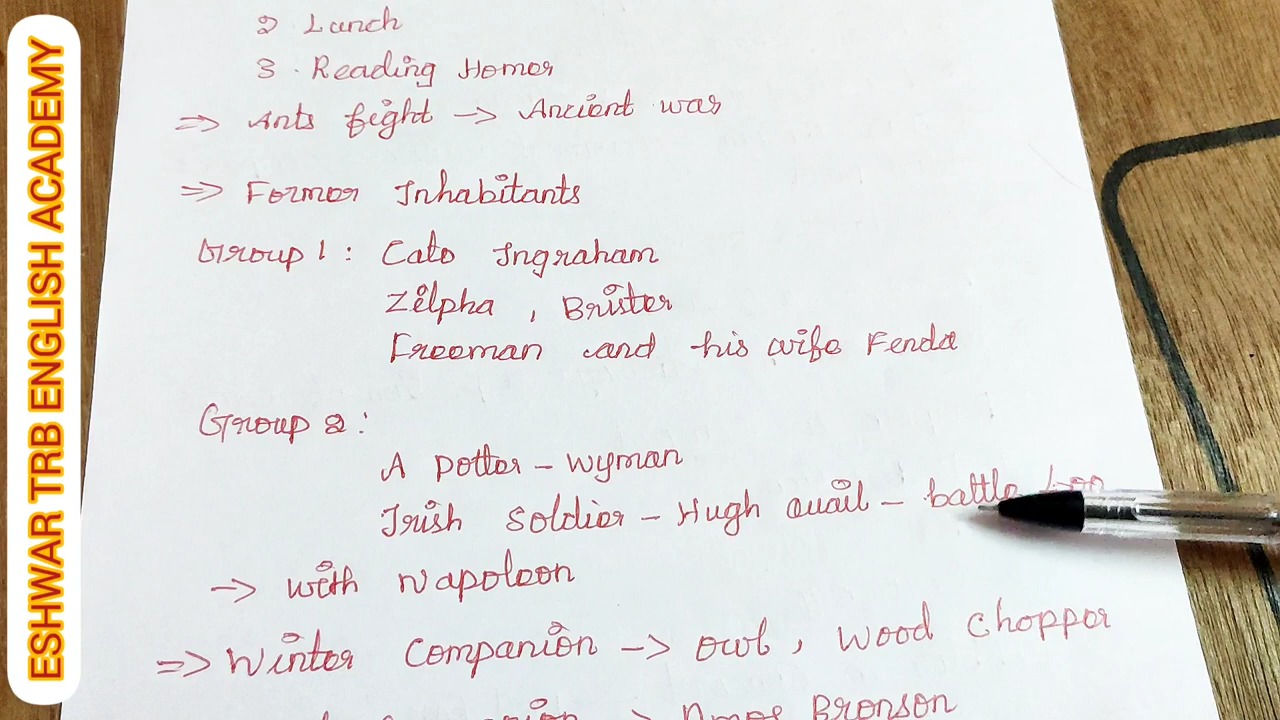 ESHWAR TRB ENGLISH ACADEMY
2 Lunch
3. Reading Homer
⇒ Ants fight → Ancient war
⇒ Former Inhabitants
Group 1: Cato Ingraham
Zilpha, Brister
Freeman and his wife Fenda
Group 2:
A Potter - Wyman
Irish Soldier - Hugh Quail - battle
→ with Napoleon
⇒ Winter Companion → Owl, Wood Chopper
→ Amos Bronson